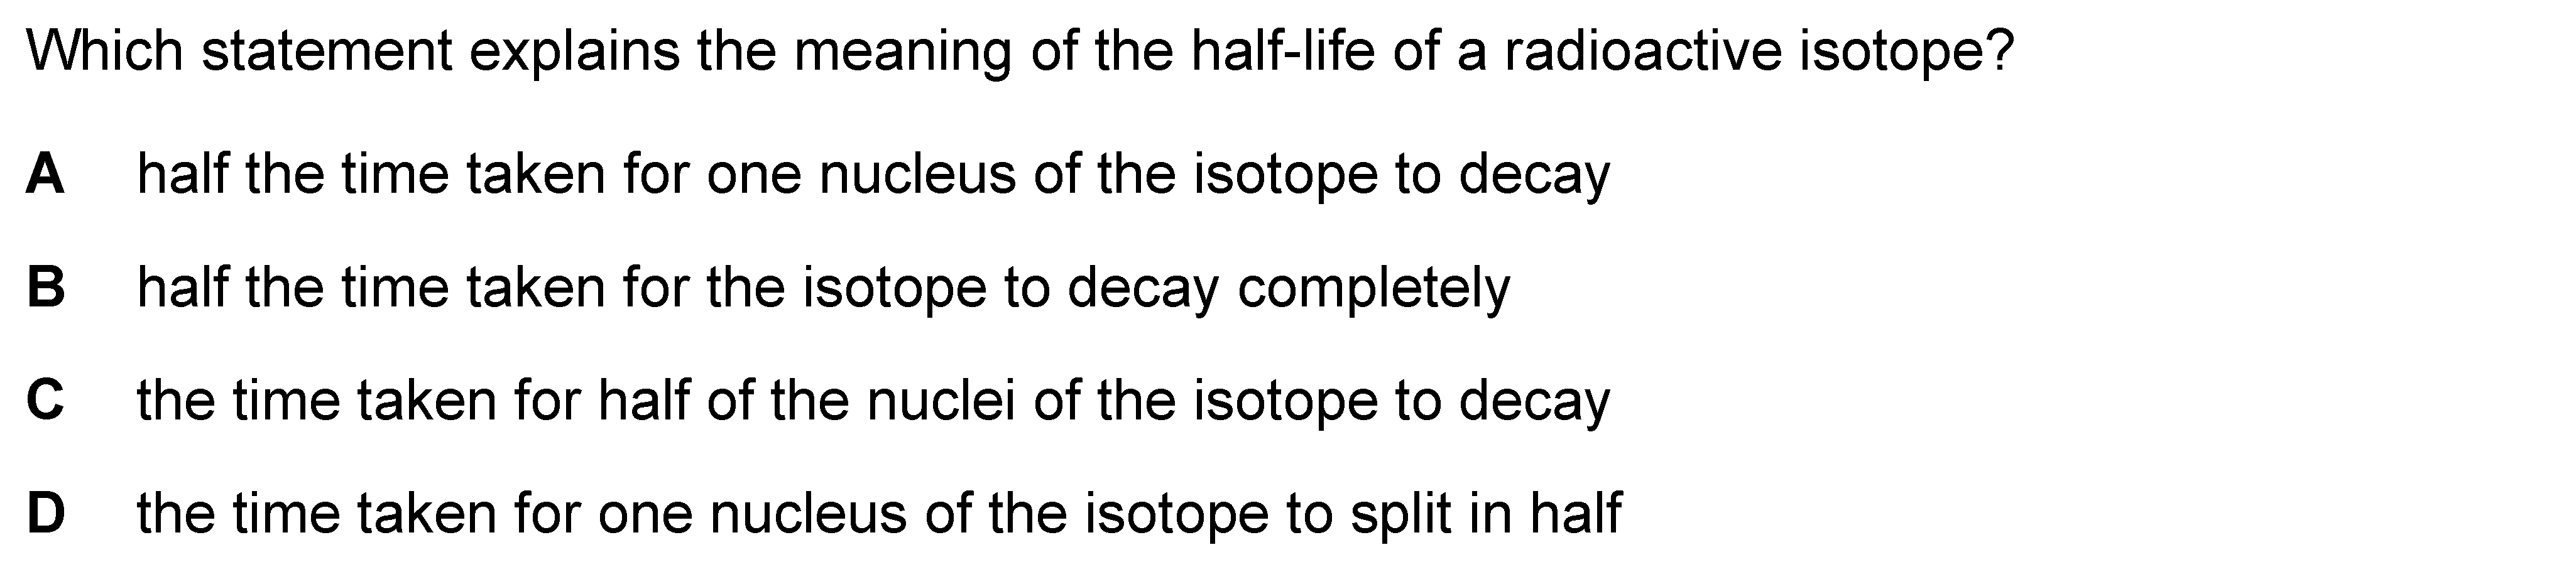 Which statement explains the meaning of the half-life of a radioactive isotope?
A half the time taken for one nucleus of the isotope to decay
B half the time taken for the isotope to decay completely
C the time taken for half of the nuclei of the isotope to decay
D the time taken for one nucleus of the isotope to split in half